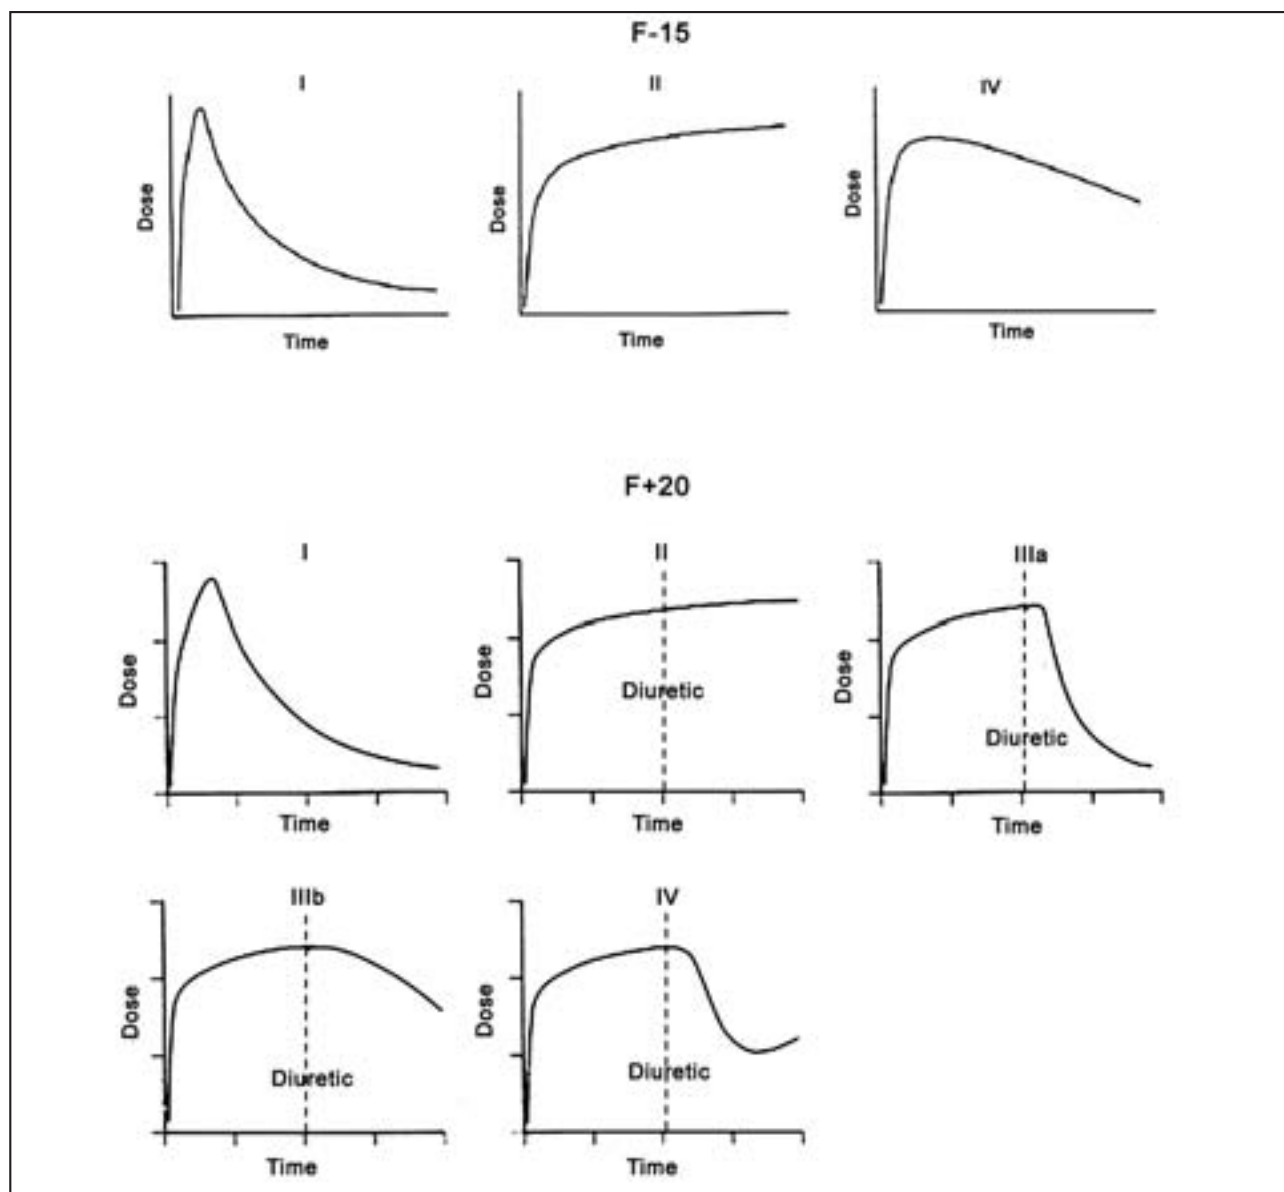 F-15
I II IV
Dose Dose Dose
Time Time Time
F+20
I II IIIa
Dose Dose Dose
Diuretic Diuretic
Time Time Time
IIIb IV
Dose Dose
Diuretic Diuretic
Time Time